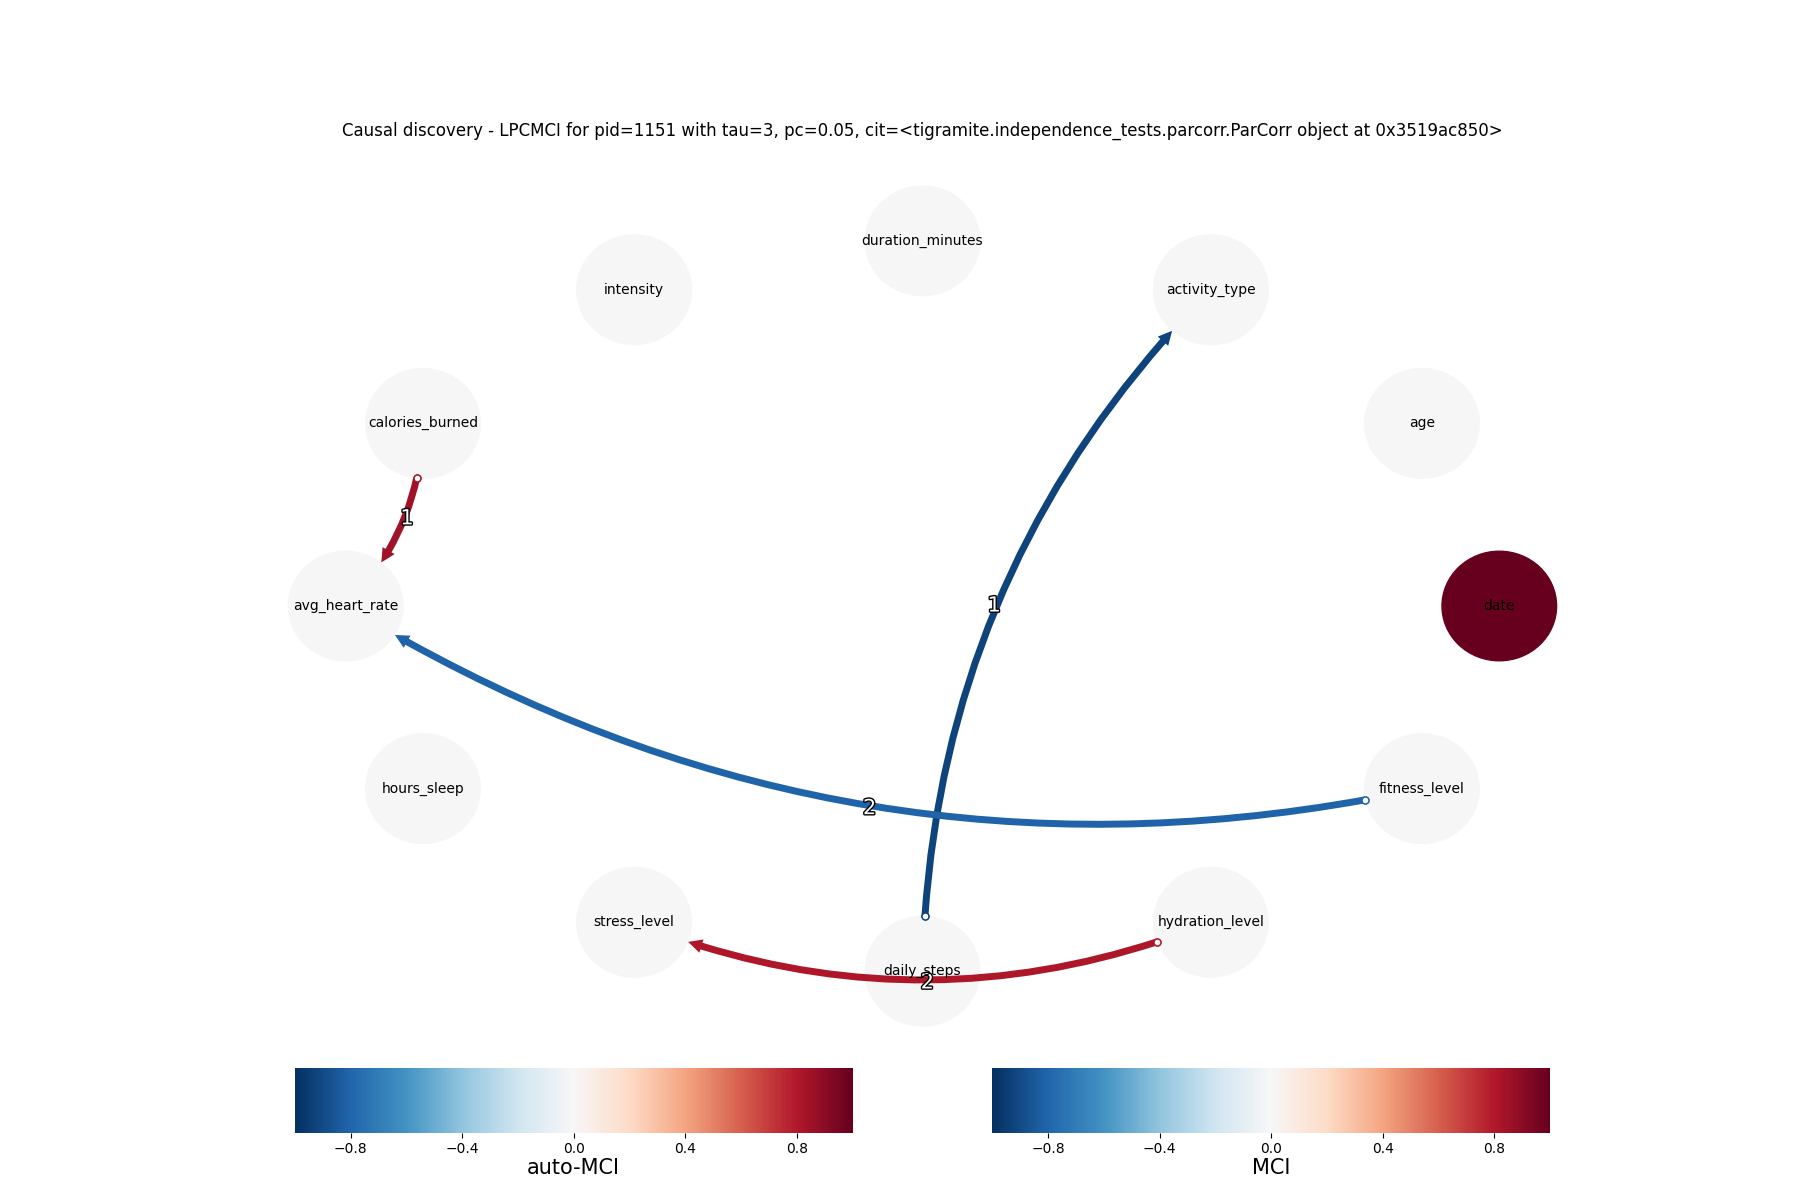 Causal discovery - LPCMCI for pid=1151 with tau=3, pc=0.05, cit=<tigramite.independence_tests.parcorr.ParCorr object at 0x3519ac850>
duration_minutes
intensity
activity_type
calories_burned
age
1
avg_heart_rate
1
date
hours_sleep
2
fitness_level
stress_level
hydration_level
daily_steps
2
−0.8 −0.4 0.0 0.4 0.8
auto-MCI
−0.8 −0.4 0.0 0.4 0.8
MCI